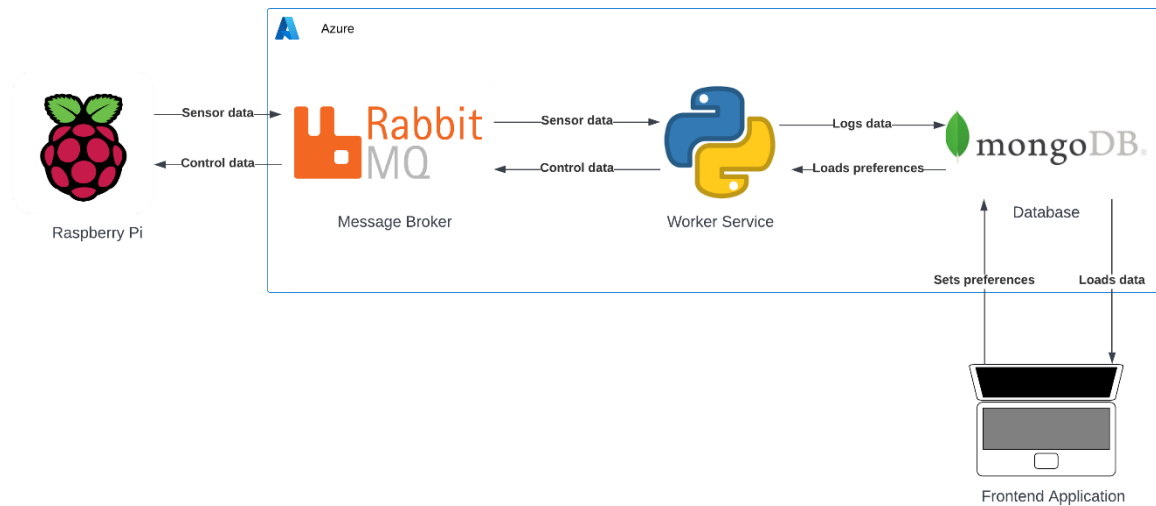 Azure
Sensor data
Control data
Raspberry Pi
Rabbit
MQ
Message Broker
Sensor data
Control data
Worker Service
Logs data
Loads preferences
mongoDB.
Database
Sets preferences
Loads data
Frontend Application